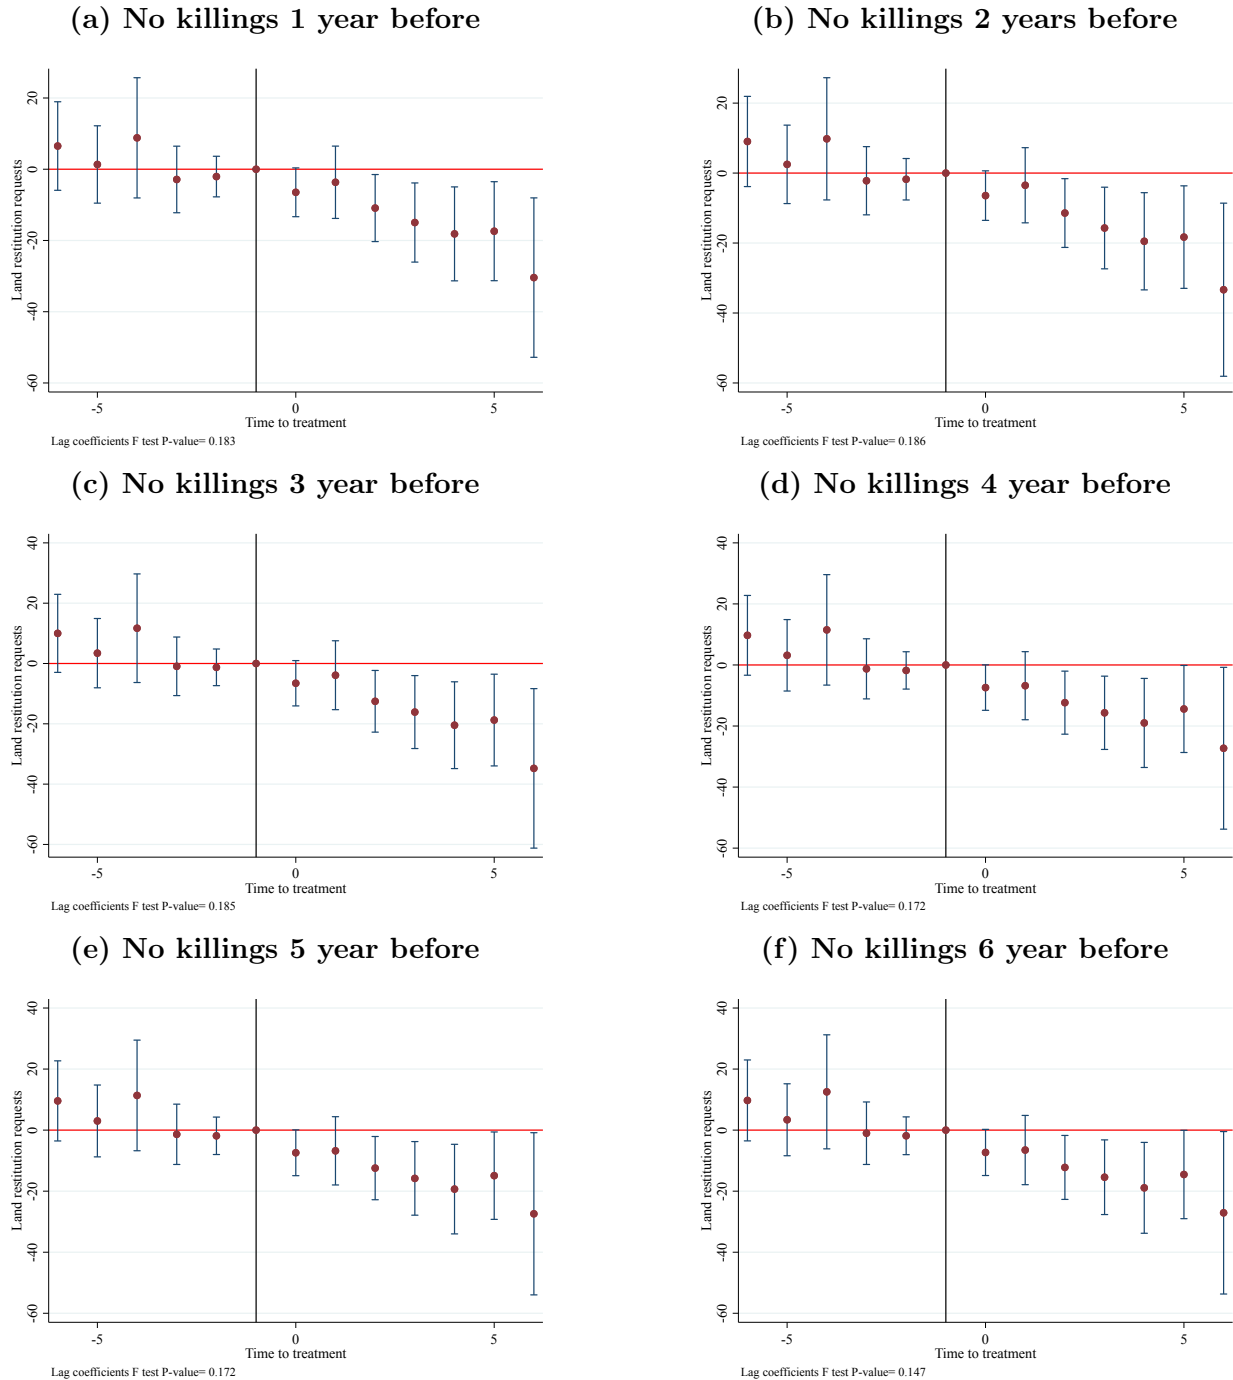 (a) No killings 1 year before
Land restitution requests
20
0
-20
-40
-60
-5
0
5
Time to treatment
Lag coefficients F test P-value= 0.183
(b) No killings 2 years before
Land restitution requests
20
0
-20
-40
-60
-5
0
5
Time to treatment
Lag coefficients F test P-value= 0.186
(c) No killings 3 year before
Land restitution requests
40
20
0
-20
-40
-60
-5
0
5
Time to treatment
Lag coefficients F test P-value= 0.185
(d) No killings 4 year before
Land restitution requests
40
20
0
-20
-40
-60
-5
0
5
Time to treatment
Lag coefficients F test P-value= 0.172
(e) No killings 5 year before
Land restitution requests
40
20
0
-20
-40
-60
-5
0
5
Time to treatment
Lag coefficients F test P-value= 0.172
(f) No killings 6 year before
Land restitution requests
40
20
0
-20
-40
-60
-5
0
5
Time to treatment
Lag coefficients F test P-value= 0.147